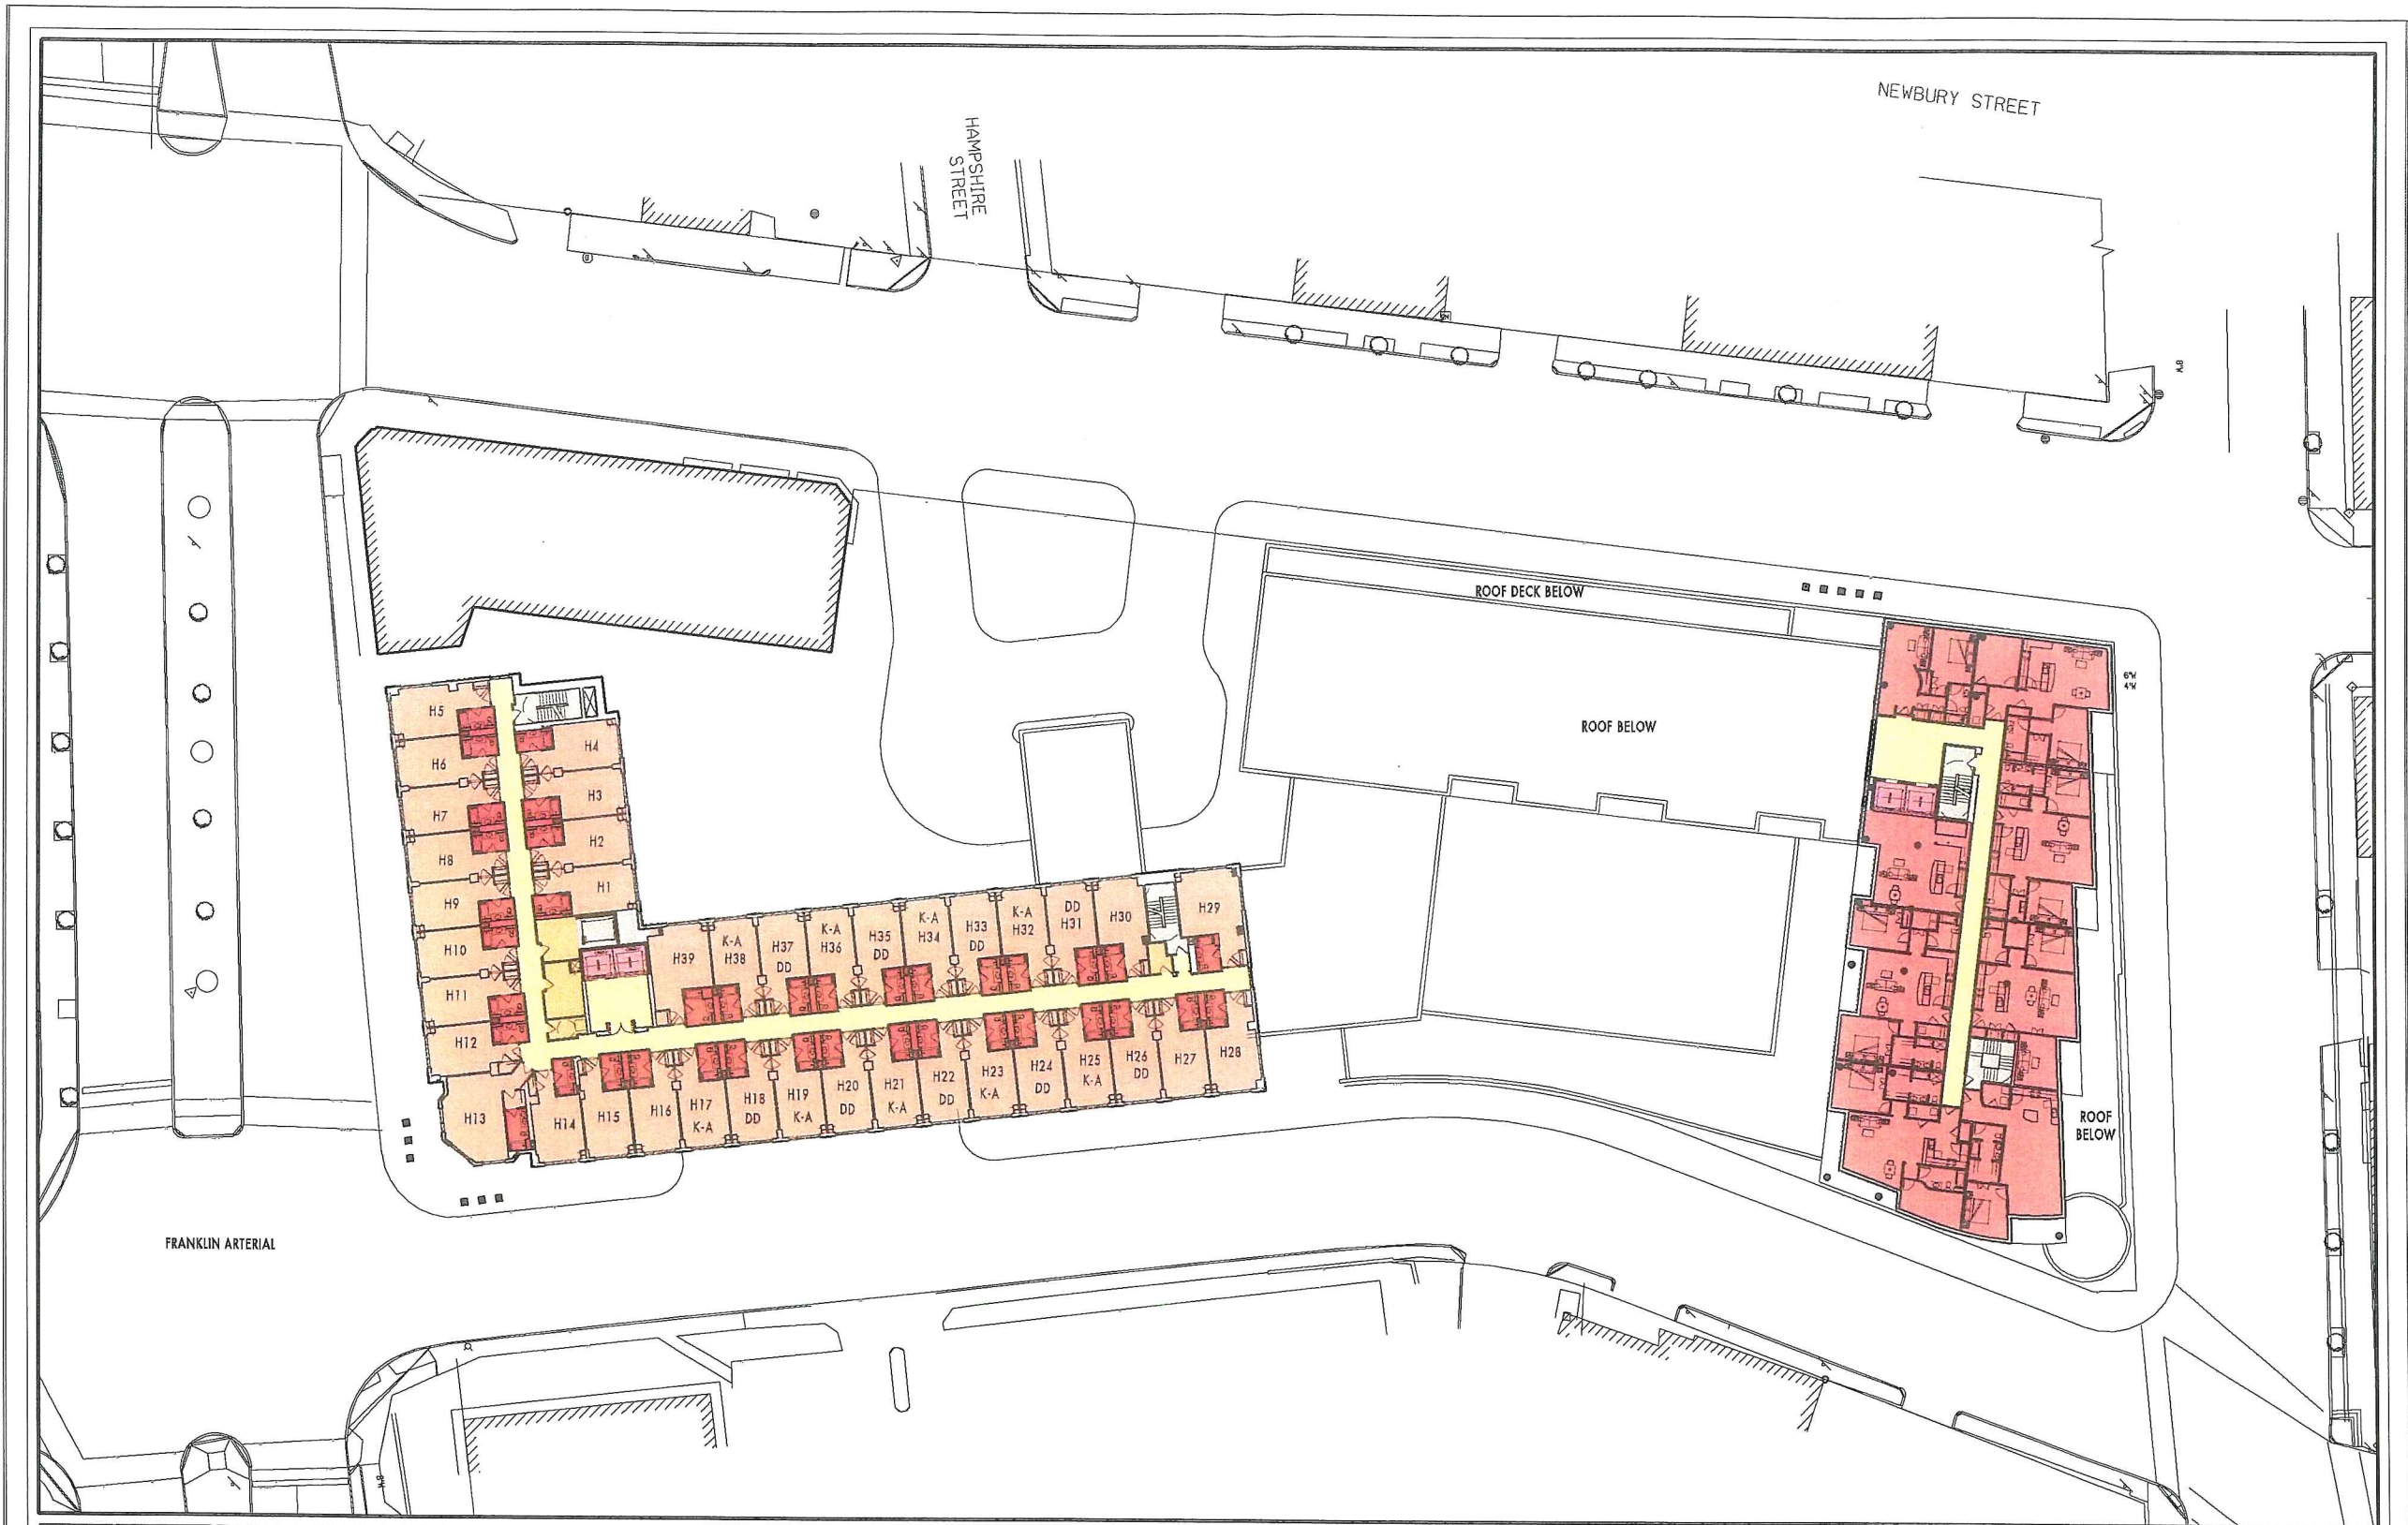 NEWBURY STREET
HAMPSHIRE
STREET
ROOF DECK BELOW
ROOF BELOW
ROOF
BELOW
FRANKLIN ARTERIAL
H5
H6
H7
H8
H9
H10
H11
H12
H13
H4
H3
H2
H1
H39
K-A
H38
H37
DD
K-A
H36
H35
DD
K-A
H34
H33
DD
K-A
H32
DD
H31
H30
H29
H14
H15
H16
H17
K-A
H18
DD
H19
K-A
H20
DD
H21
K-A
H22
DD
H23
K-A
H24
DD
H25
K-A
H26
DD
H27
H28